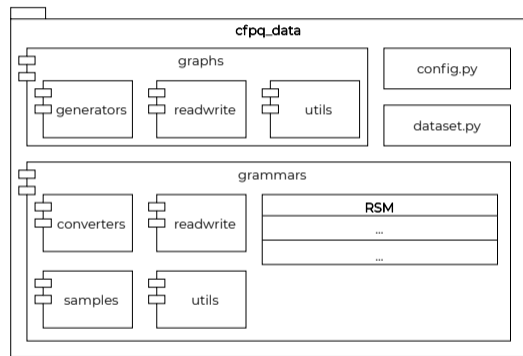 cfpq_data
graphs
generators
readwrite
utils
config.py
dataset.py
grammars
converters
readwrite
RSM
...
...
samples
utils